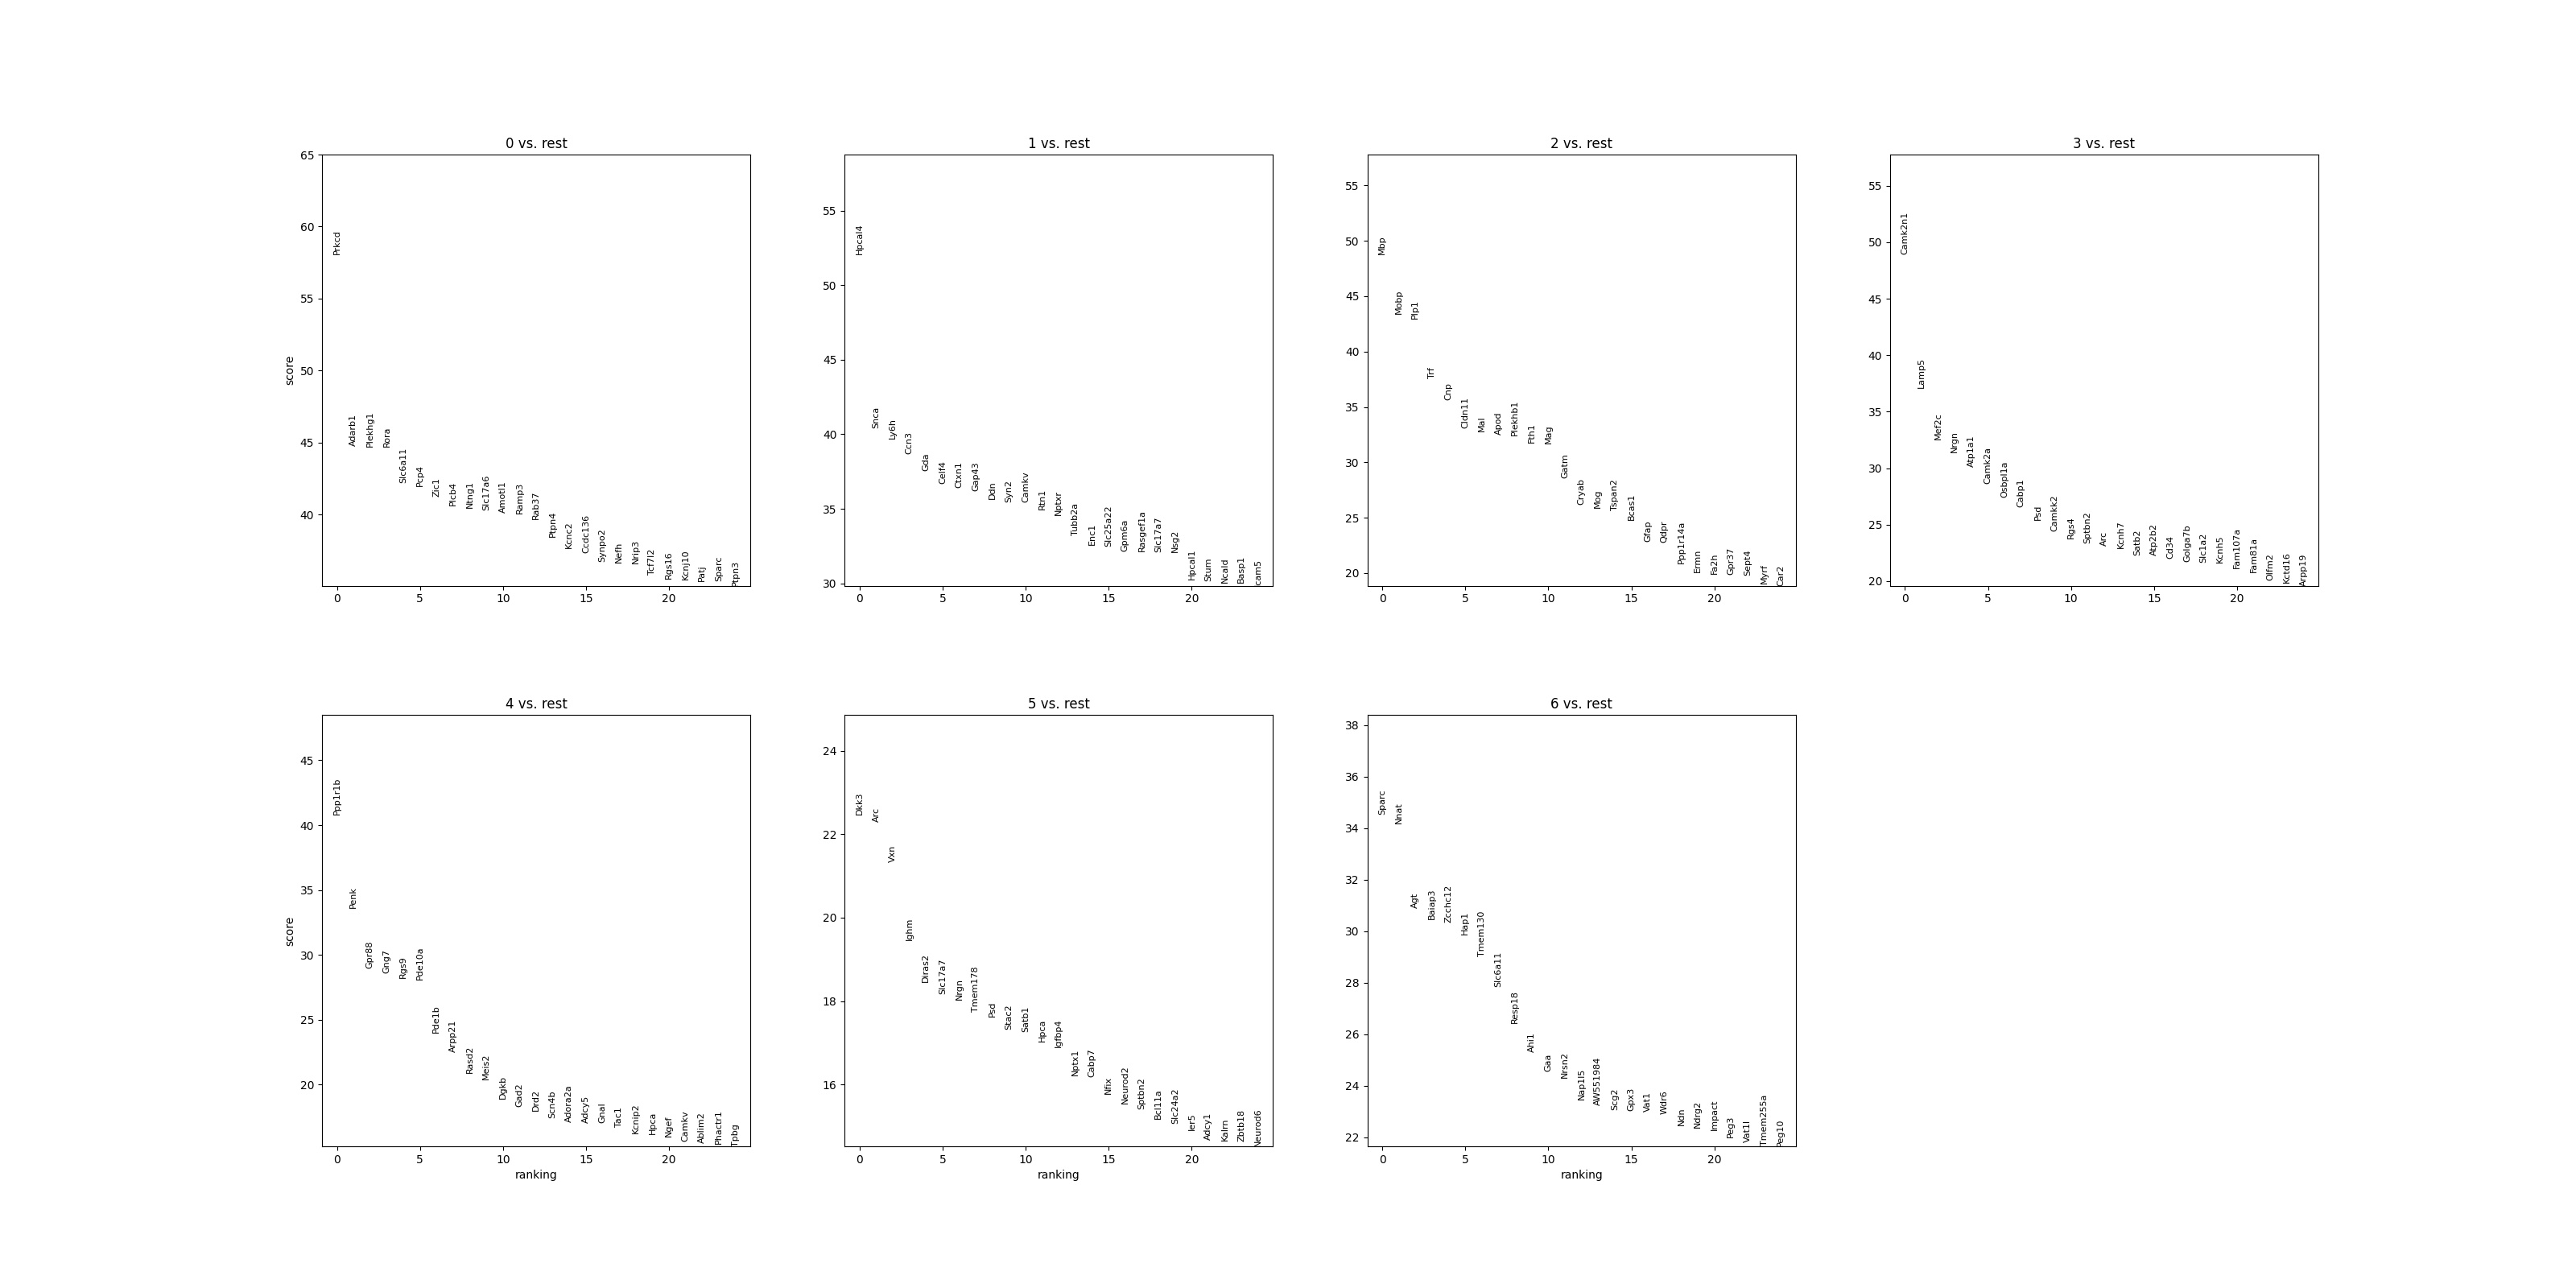 0 vs. rest
score
65
60
55
50
45
40
0
5
10
15
20
Prkcd
Adarb1
Plekhg1
Rora
Slc6a11
Pcp4
Zic1
Plcb4
Ntng1
Slc17a6
Amotl1
Ramp3
Rab37
Ptpn4
Kcnc2
Ccdc136
Synpo2
Nefh
Nrip3
Tcf7l2
Rgs16
Kcnj10
Patj
Sparc
Ptpn3
1 vs. rest
55
50
45
40
35
30
0
5
10
15
20
Hpcal4
Snca
Ly6h
Ccn3
Gda
Celf4
Ctxn1
Gap43
Ddn
Syn2
Camkv
Rtn1
Nptxr
Tubb2a
Enc1
Slc25a22
Gpm6a
Rasgef1a
Slc17a7
Nsg2
Hpcal1
Stum
Ncald
Basp1
cam5
2 vs. rest
55
50
45
40
35
30
25
20
0
5
10
15
20
Mbp
Mobp
Plp1
Trf
Cnp
Cldn11
Mal
Apod
Plekhb1
Fth1
Mag
Gatm
Cryab
Mog
Tspan2
Bcas1
Gfap
Qdpr
Ppp1r14a
Ermn
Fa2h
Gpr37
Sept4
Myrf
Car2
3 vs. rest
55
50
45
40
35
30
25
20
0
5
10
15
20
Camk2n1
Lamp5
Mef2c
Nrgn
Atp1a1
Camk2a
Osbpl1a
Cabp1
Psd
Camkk2
Rgs4
Sptbn2
Arc
Kcnh7
Satb2
Atp2b2
Cd34
Golga7b
Slc1a2
Kcnh5
Fam107a
Fam81a
Olfm2
Kctd16
Arpp19
4 vs. rest
score
45
40
35
30
25
20
0
5
10
15
20
ranking
Ppp1r1b
Penk
Gpr88
Gng7
Rgs9
Pde10a
Pde1b
Arpp21
Rasd2
Meis2
Dgkb
Gad2
Drd2
Scn4b
Adora2a
Adcy5
Gnal
Tac1
Kcnip2
Hpca
Ngef
Camkv
Ablim2
Phactr1
Tpbg
5 vs. rest
24
22
20
18
16
0
5
10
15
20
ranking
Dkk3
Arc
Vxn
Ighm
Diras2
Slc17a7
Nrgn
Tmem178
Psd
Stac2
Satb1
Hpca
Igfbp4
Nptx1
Cabp7
Nfix
Neurod2
Sptbn2
Bcl11a
Slc24a2
Ier5
Adcy1
Kalrn
Zbtb18
Neurod6
6 vs. rest
38
36
34
32
30
28
26
24
22
0
5
10
15
20
ranking
Sparc
Nnat
Agt
Baiap3
Zcchc12
Hap1
Tmem130
Slc6a11
Resp18
Ahi1
Gaa
Nrsn2
Nap1l5
AW551984
Scg2
Gpx3
Vat1
Wdr6
Ndn
Ndrg2
Impact
Peg3
Vat1l
Tmem255a
Peg10